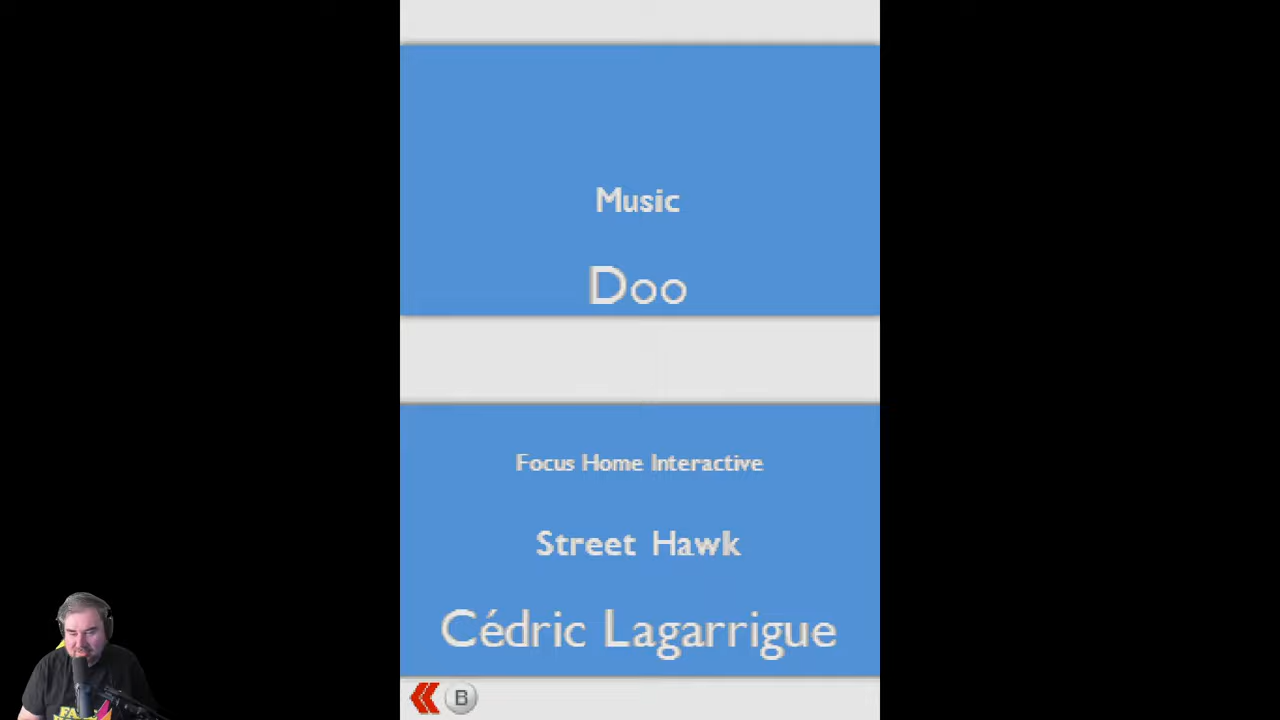 Music
Doo
Focus Home Interactive
Street Hawk
Cédric Lagarrigue
B